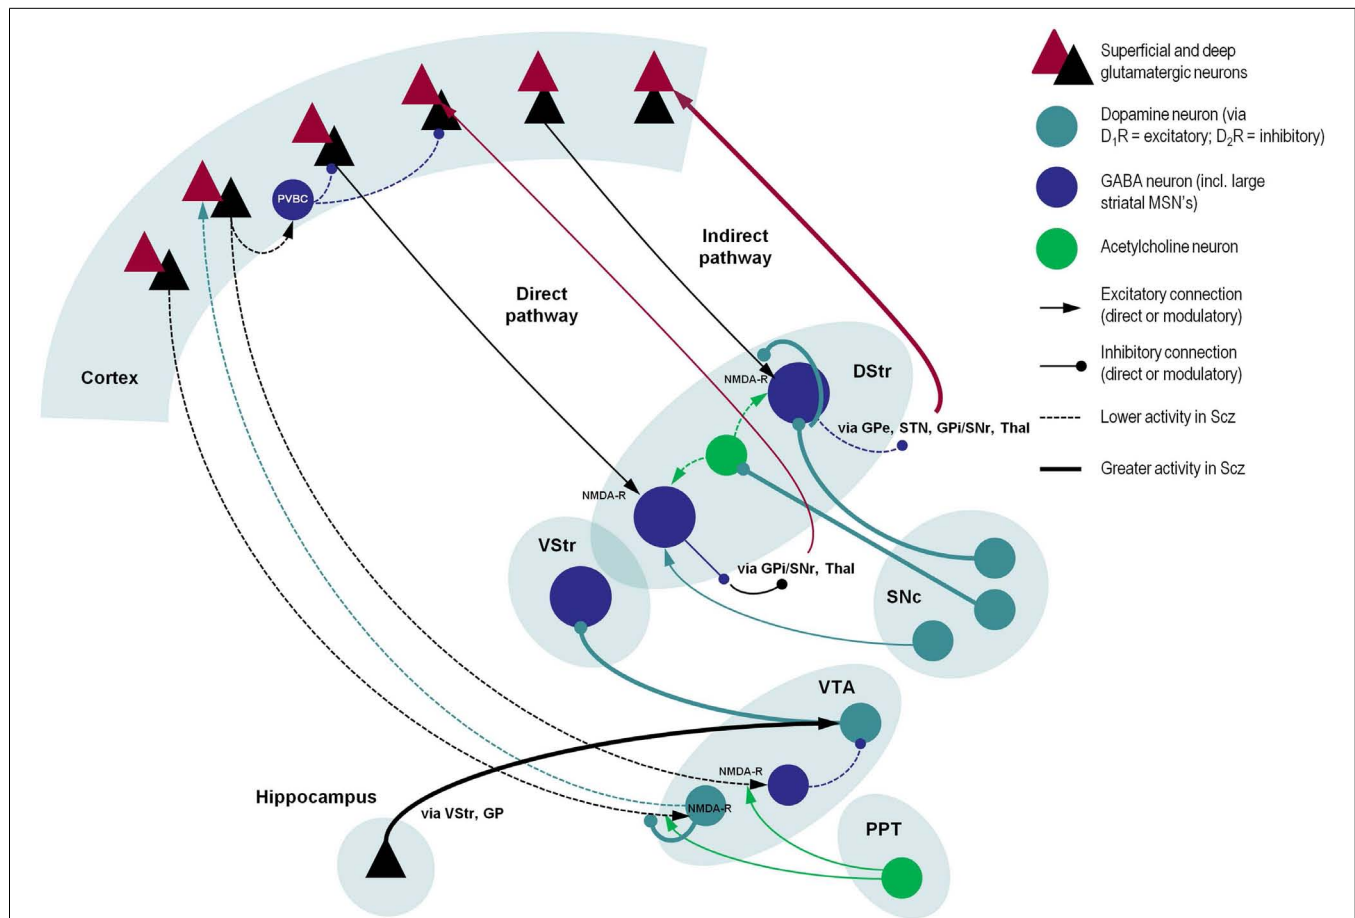 Superficial and deep
glutamatergic neurons
Dopamine neuron (via
D₁R = excitatory; D₂R = inhibitory)
GABA neuron (incl. large
striatal MSN's)
Acetylcholine neuron
Excitatory connection
(direct or modulatory)
Inhibitory connection
(direct or modulatory)
Lower activity in Scz
Greater activity in Scz
PVBC
Cortex
Direct
pathway
Indirect
pathway
DStr
NMDA-R
via GPe, STN, GPi/SNr, Thal
NMDA-R
VStr
via GPi/SNr, Thal
SNc
VTA
NMDA-R
NMDA-R
Hippocampus
via VStr, GP
PPT